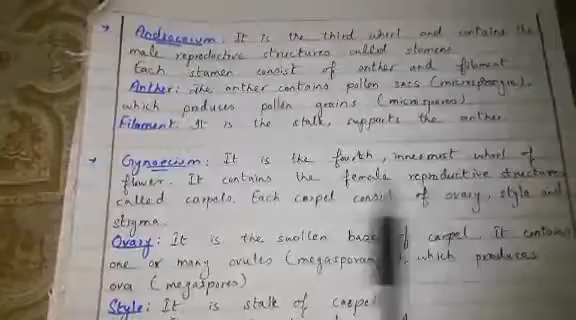 → Androecium: It is the third whorl and contains the
male reproductive structures called stamens
Each stamen consist of anther and filament
Anther: The anther contains pollen sacs (microsporangia),
which produces pollen grains (microspores)
Filament: It is the stalk, supports the anther.
→ Gynoecium: It is the fourth, innermost whorl of
flower. It contains the female reproductive structures
called carpels. Each carpel consist of ovary, style and
stigma.
Ovary: It is the swollen base of carpel. It contains
one or many ovules which produces
ova (megaspores)
Style: It is stalk of carpel